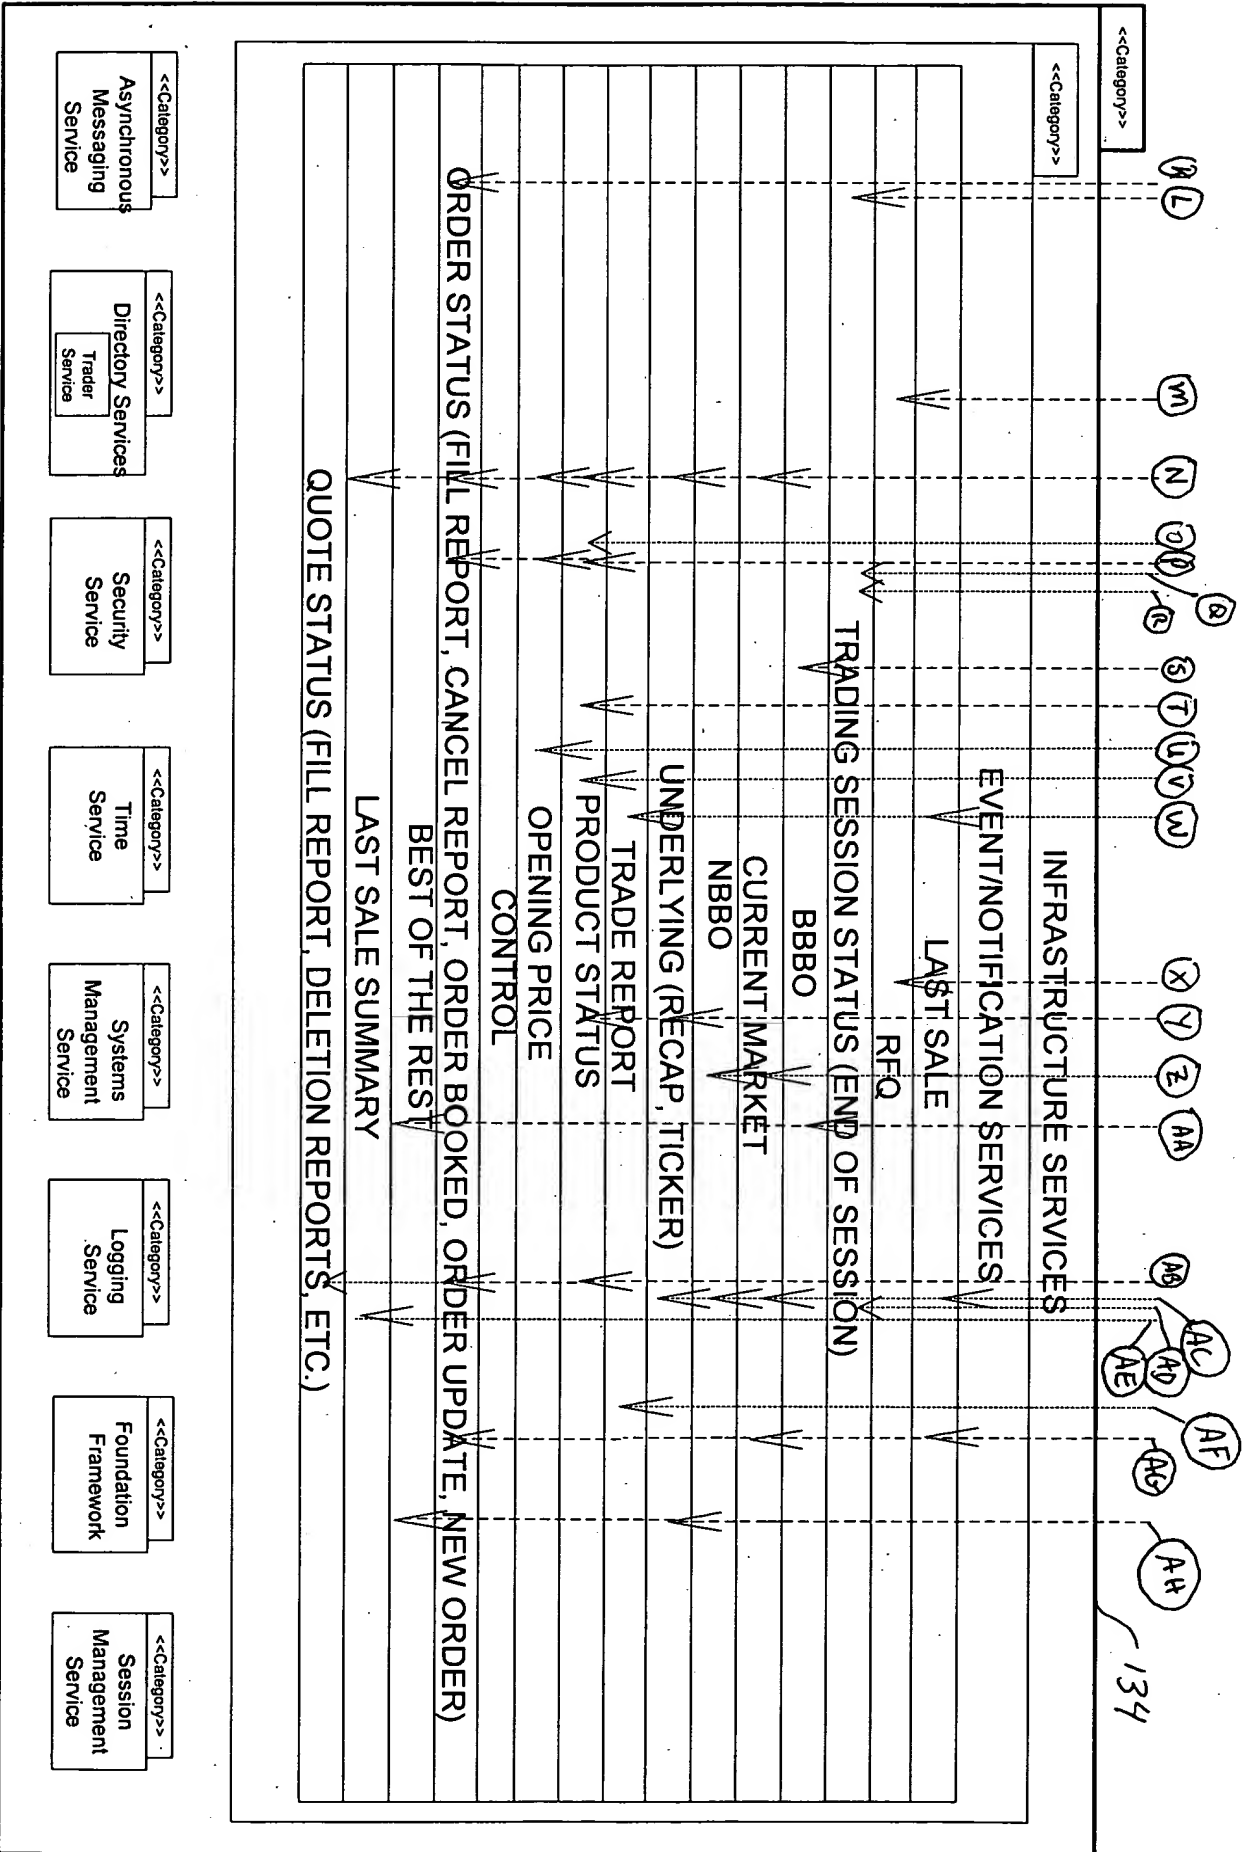 K L M N O P Q R S T U V W X Y Z AA AB AC AD AE AF AG AH
134
<<Category>>
INFRASTRUCTURE SERVICES
<<Category>>
EVENT/NOTIFICATION SERVICES
LAST SALE
RFQ
TRADING SESSION STATUS (END OF SESSION)
BBBO
CURRENT MARKET
NBBO
UNDERLYING (RECAP, TICKER)
TRADE REPORT
PRODUCT STATUS
OPENING PRICE
CONTROL
ORDER STATUS (FILL REPORT, CANCEL REPORT, ORDER BOOKED, ORDER UPDATE, NEW ORDER)
BEST OF THE REST
LAST SALE SUMMARY
QUOTE STATUS (FILL REPORT, DELETION REPORTS, ETC.)
<<Category>>
Asynchronous
Messaging
Service
<<Category>>
Directory Services
Trader
Service
<<Category>>
Security
Service
<<Category>>
Time
Service
<<Category>>
Systems
Management
Service
<<Category>>
Logging
Service
<<Category>>
Foundation
Framework
<<Category>>
Session
Management
Service